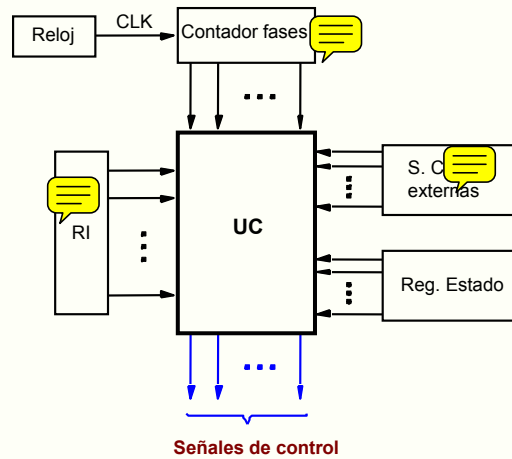 Reloj
CLK
Contador fases
RI
UC
S.
externas
Reg. Estado
Señales de control